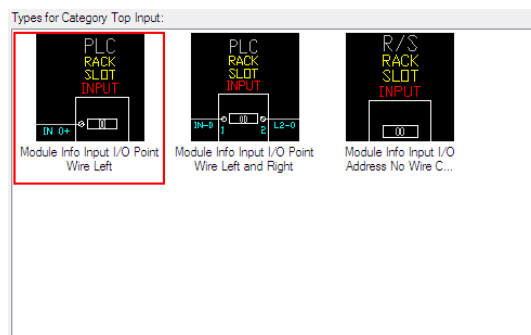 Types for Category Top Input:
PLC
RACK
SLOT
INPUT
IN 0+
00
Module Info Input I/O Point
Wire Left
PLC
RACK
SLOT
INPUT
IN-0 1 00 2 L2-0
Module Info Input I/O Point
Wire Left and Right
R/S
RACK
SLOT
INPUT
00
Module Info Input I/O
Address No Wire C...